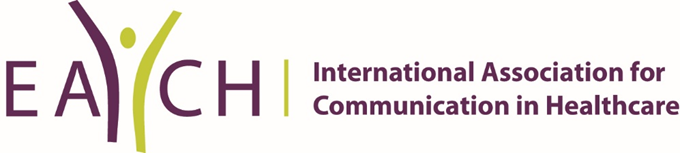 EACH
International Association for
Communication in Healthcare